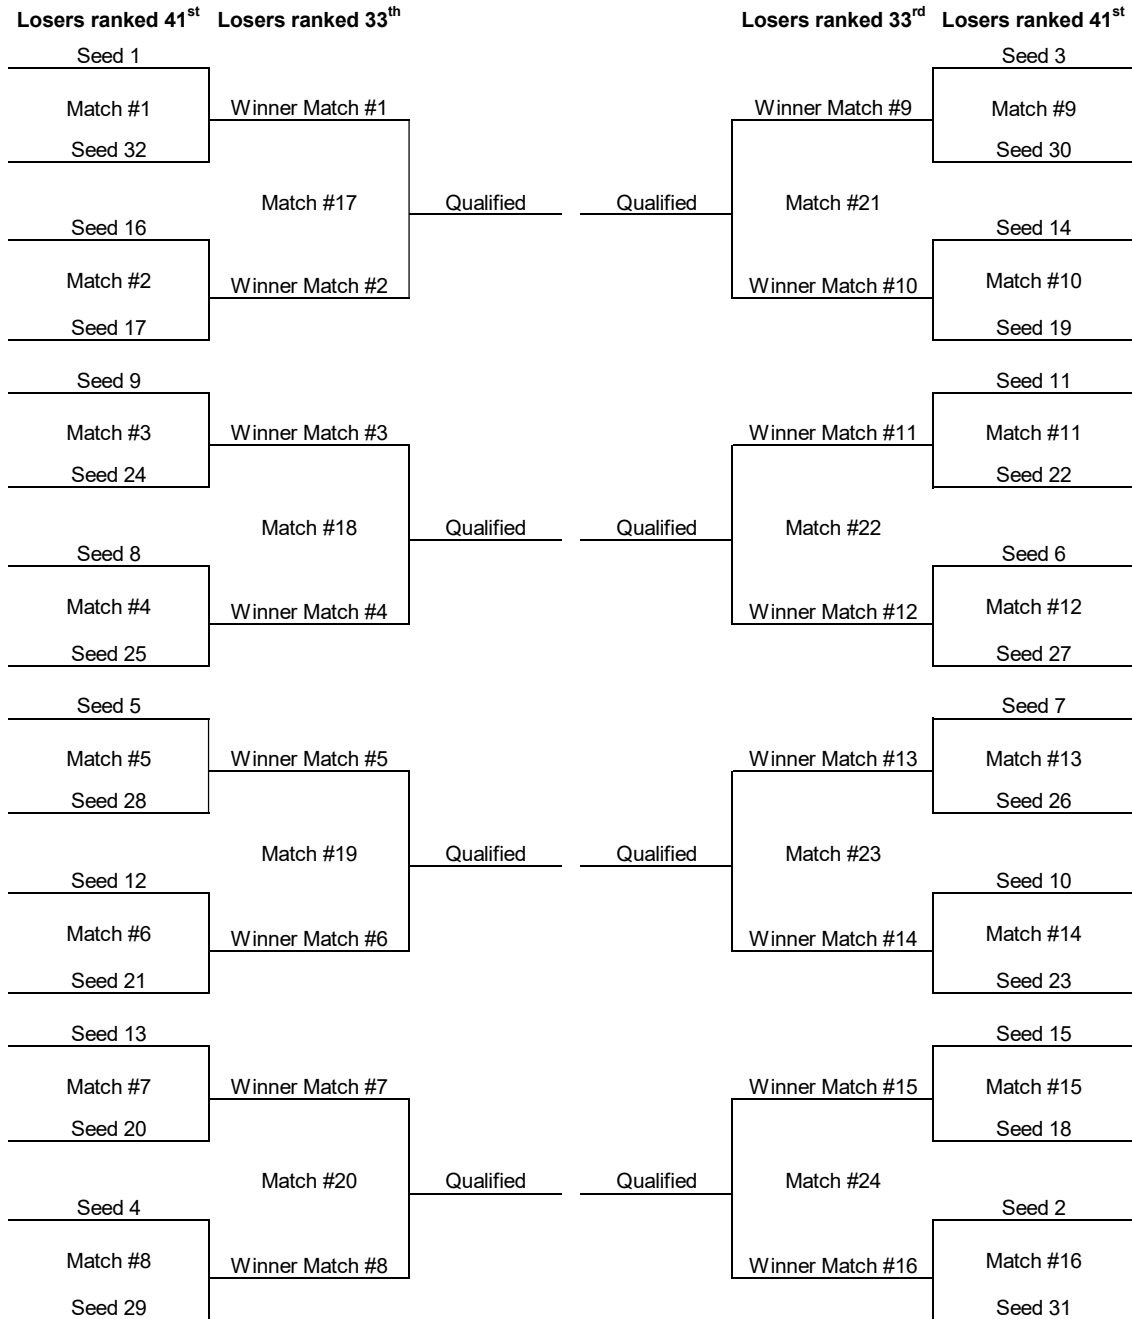 Losers ranked 41st Losers ranked 33th Losers ranked 33rd Losers ranked 41st
Seed 1 Seed 3
Match #1 Winner Match #1 Winner Match #9 Match #9
Seed 32 Seed 30
Match #17 Qualified Qualified Match #21
Seed 16 Seed 14
Match #2 Winner Match #2 Winner Match #10 Match #10
Seed 17 Seed 19
Seed 9 Seed 11
Match #3 Winner Match #3 Winner Match #11 Match #11
Seed 24 Seed 22
Match #18 Qualified Qualified Match #22
Seed 8 Seed 6
Match #4 Winner Match #4 Winner Match #12 Match #12
Seed 25 Seed 27
Seed 5 Seed 7
Match #5 Winner Match #5 Winner Match #13 Match #13
Seed 28 Seed 26
Match #19 Qualified Qualified Match #23
Seed 12 Seed 10
Match #6 Winner Match #6 Winner Match #14 Match #14
Seed 21 Seed 23
Seed 13 Seed 15
Match #7 Winner Match #7 Winner Match #15 Match #15
Seed 20 Seed 18
Match #20 Qualified Qualified Match #24
Seed 4 Seed 2
Match #8 Winner Match #8 Winner Match #16 Match #16
Seed 29 Seed 31